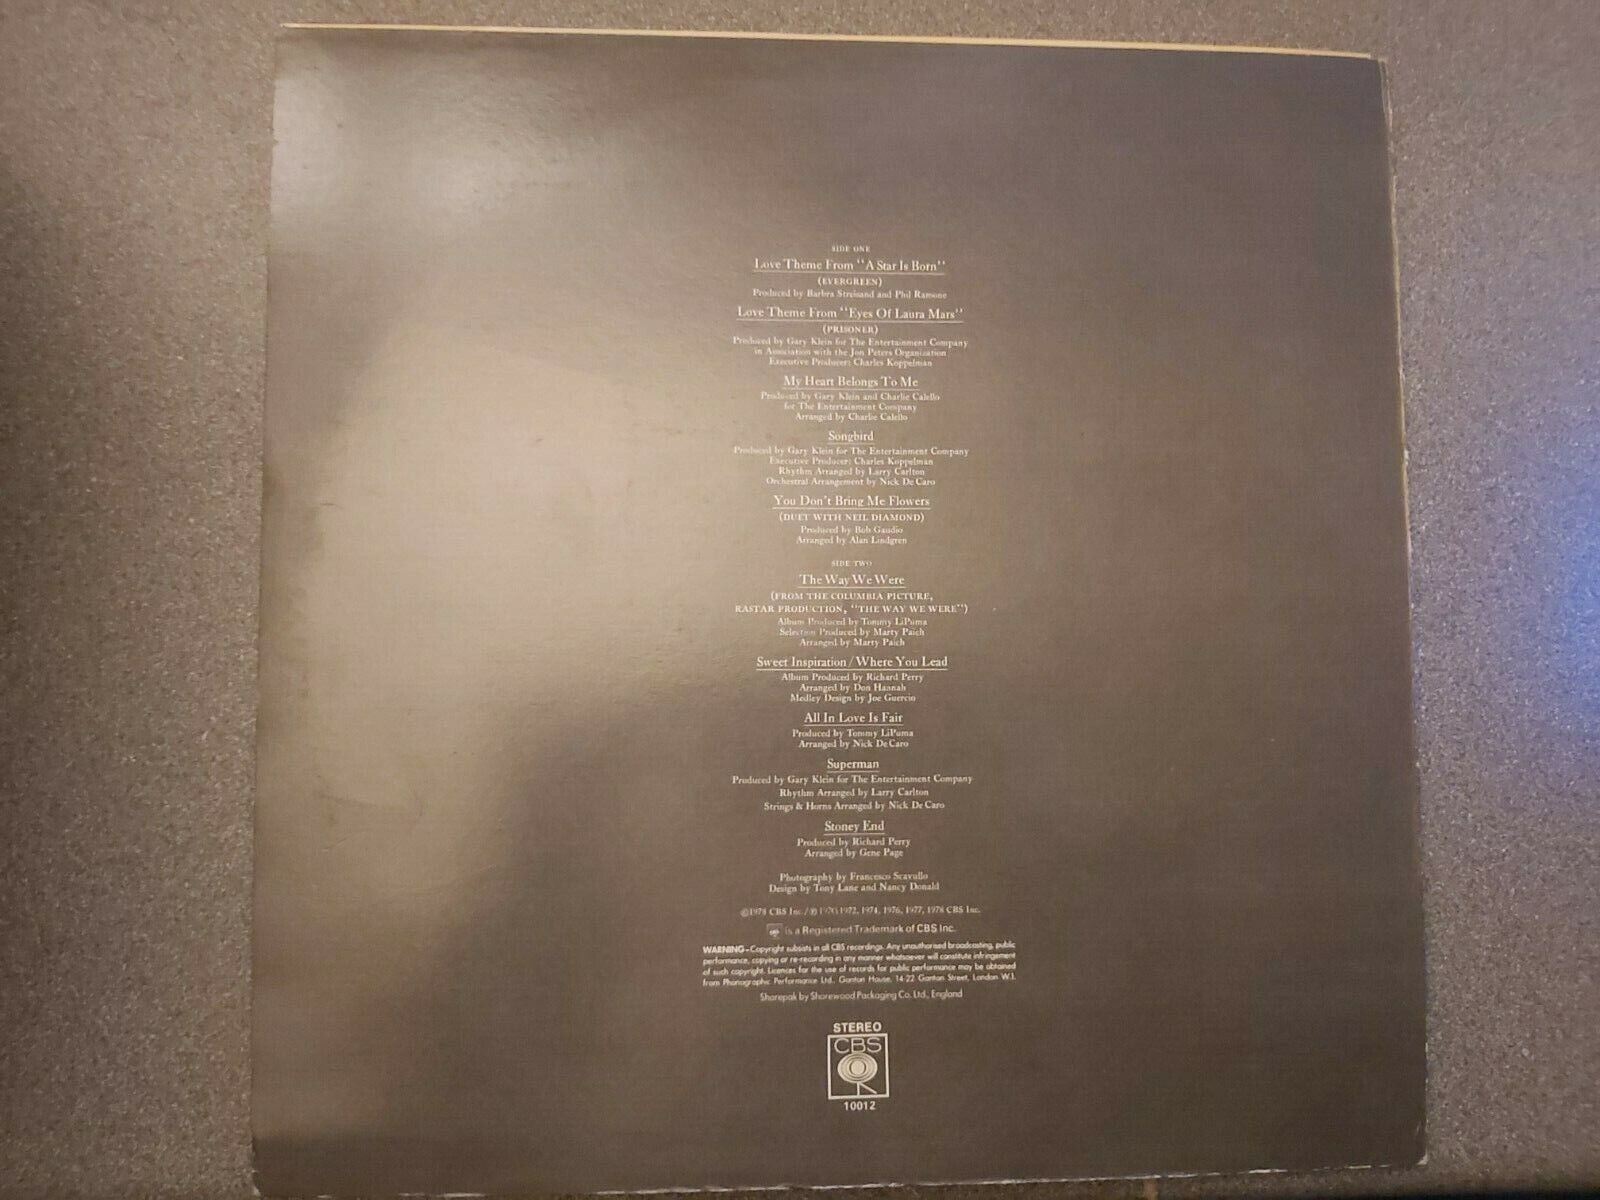 SIDE ONE
Love Theme From "A Star Is Born"
(EVERGREEN)
Produced by Barbra Streisand and Phil Ramone
Love Theme From "Eyes Of Laura Mars"
(PRISONER)
Produced by Gary Klein for The Entertainment Company
in Association with the Jon Peters Organization
Executive Producer: Charles Koppelman
My Heart Belongs To Me
Produced by Gary Klein and Charlie Calello
for The Entertainment Company
Arranged by Charlie Calello
Songbird
Produced by Gary Klein for The Entertainment Company
Executive Producer: Charles Koppelman
Rhythm Arranged by Larry Carlton
Orchestral Arrangement by Nick De Caro
You Don't Bring Me Flowers
(DUET WITH NEIL DIAMOND)
Produced by Bob Gaudio
Arranged by Alan Lindgren
SIDE TWO
The Way We Were
(FROM THE COLUMBIA PICTURE,
RASTAR PRODUCTION, "THE WAY WE WERE")
Album Produced by Tommy LiPuma
Selection Produced by Marty Paich
Arranged by Marty Paich
Sweet Inspiration/Where You Lead
Album Produced by Richard Perry
Arranged by Don Hannah
Medley Design by Joe Guercio
All In Love Is Fair
Produced by Tommy LiPuma
Arranged by Nick De Caro
Superman
Produced by Gary Klein for The Entertainment Company
Rhythm Arranged by Larry Carlton
Strings & Horns Arranged by Nick De Caro
Stoney End
Produced by Richard Perry
Arranged by Gene Page
Photography by Francesco Scavullo
Design by Tony Lane and Nancy Donald
©1978 CBS Inc./℗ 1970, 1972, 1974, 1976, 1977, 1978 CBS Inc.
is a Registered Trademark of CBS Inc.
WARNING–Copyright subsists in all CBS recordings. Any unauthorised broadcasting, public
performance, copying or re-recording in any manner whatsoever will constitute infringement
of such copyright. Licences for the use of records for public performance may be obtained
from Phonographic Performance Ltd., Ganton House, 14-22 Ganton Street, London W.1.
Shorepak by Shorewood Packaging Co. Ltd., England
STEREO
CBS
10012